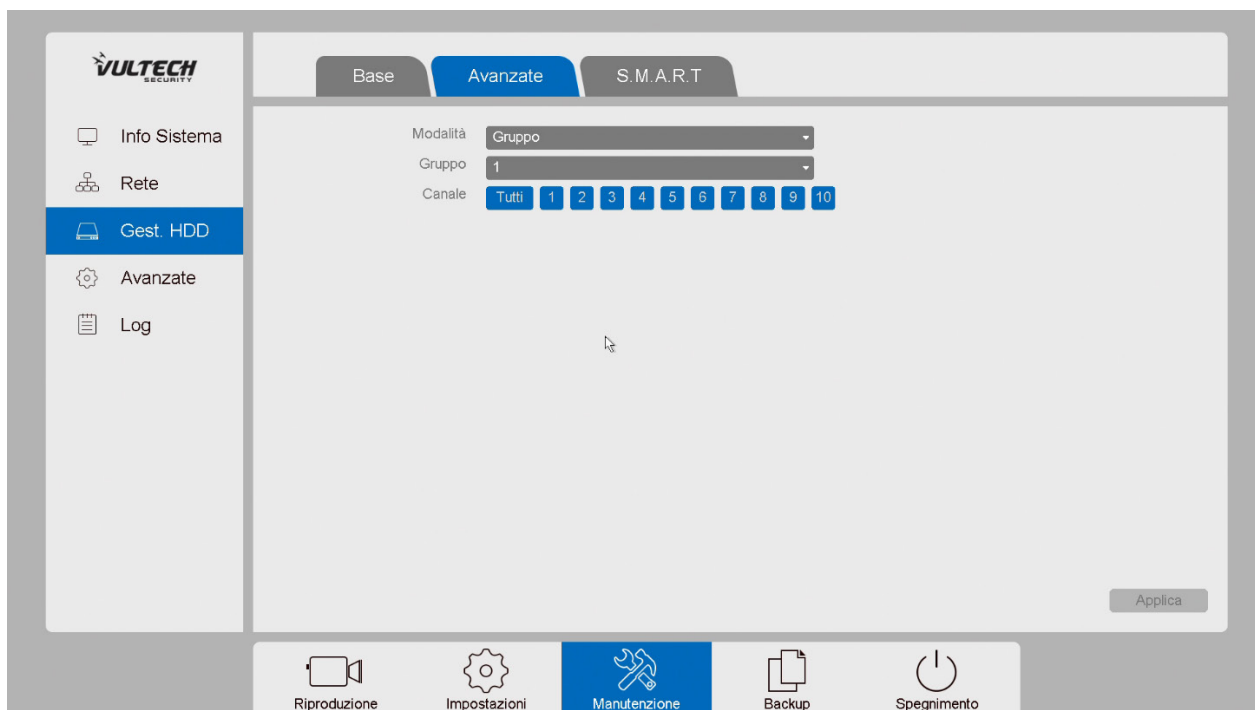 VULTECH
SECURITY
Base Avanzate S.M.A.R.T
Info Sistema
Rete
Gest. HDD
Avanzate
Log
Modalità Gruppo
Gruppo 1
Canale Tutti 1 2 3 4 5 6 7 8 9 10
Applica
Riproduzione Impostazioni Manutenzione Backup Spegnimento